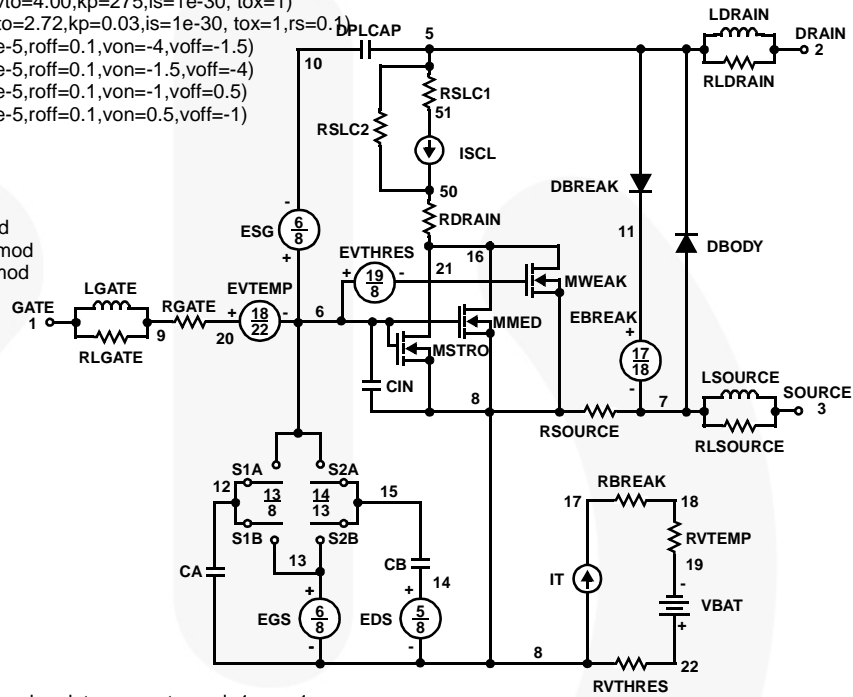 vto=4.00,kp=275,is=1e-30, tox=1)
to=2.72,kp=0.03,is=1e-30, tox=1,rs=0.1)
e-5,roff=0.1,von=-4,voff=-1.5)
e-5,roff=0.1,von=-1.5,voff=-4)
e-5,roff=0.1,von=-1,voff=0.5)
e-5,roff=0.1,von=0.5,voff=-1)
d
mod
mod
DPLCAP
5
10
LDRAIN
DRAIN
2
RLDRAIN
RSLC1
51
RSLC2
ISCL
50
RDRAIN
DBREAK
11
DBODY
-
ESG
6
8
+
EVTHRES
+
19
8
-
21
16
MWEAK
LGATE
GATE
1
RLGATE
9
RGATE
20
EVTEMP
+
18
22
-
6
MMED
MSTRO
EBREAK
+
17
18
-
CIN
8
RSOURCE
7
LSOURCE
SOURCE
3
RLSOURCE
S1A
S2A
12
13
8
14
13
15
S1B
S2B
13
CA
CB
14
+
EGS
6
8
-
+
EDS
5
8
-
8
RBREAK
17
18
RVTEMP
19
IT
-
VBAT
+
22
RVTHRES